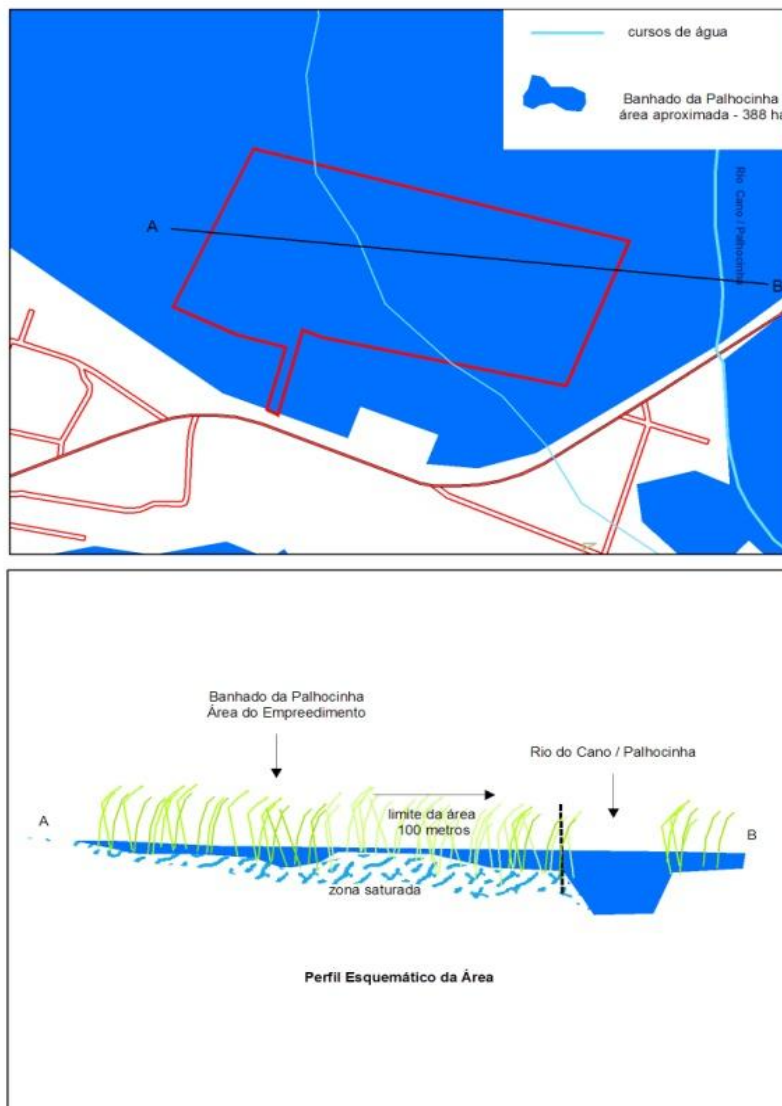 cursos de água
Banhado da Palhocinha
área aproximada - 388 ha
Rio Cano / Palhocinha
A
B
Banhado da Palhocinha
Área do Empreedimento
Rio do Cano / Palhocinha
limite da área
100 metros
A
B
zona saturada
Perfil Esquemático da Área